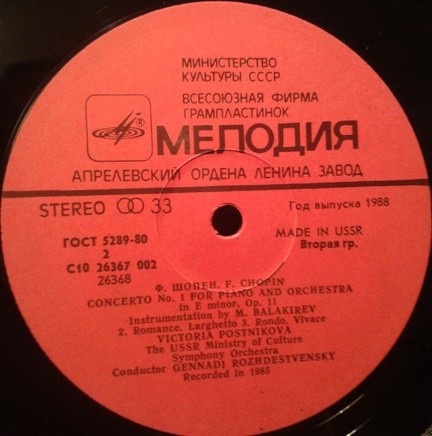 МИНИСТЕРСТВО
КУЛЬТУРЫ СССР
ВСЕСОЮЗНАЯ ФИРМА
ГРАМПЛАСТИНОК
МЕЛОДИЯ
АПРЕЛЕВСКИЙ ОРДЕНА ЛЕНИНА ЗАВОД
STEREO 33
Год выпуска 1988
ГОСТ 5289-80
MADE IN USSR
2
Вторая гр.
С10 26367 002
26368
Ф. ШОПЕН, F. CHOPIN
CONCERTO No. 1 FOR PIANO AND ORCHESTRA
in E minor, Op. 11
Instrumentation by M. BALAKIREV
2. Romance. Larghetto 3. Rondo. Vivace
VICTORIA POSTNIKOVA
The USSR Ministry of Culture
Symphony Orchestra
Conductor GENNADI ROZHDESTVENSKY
Recorded in 1985